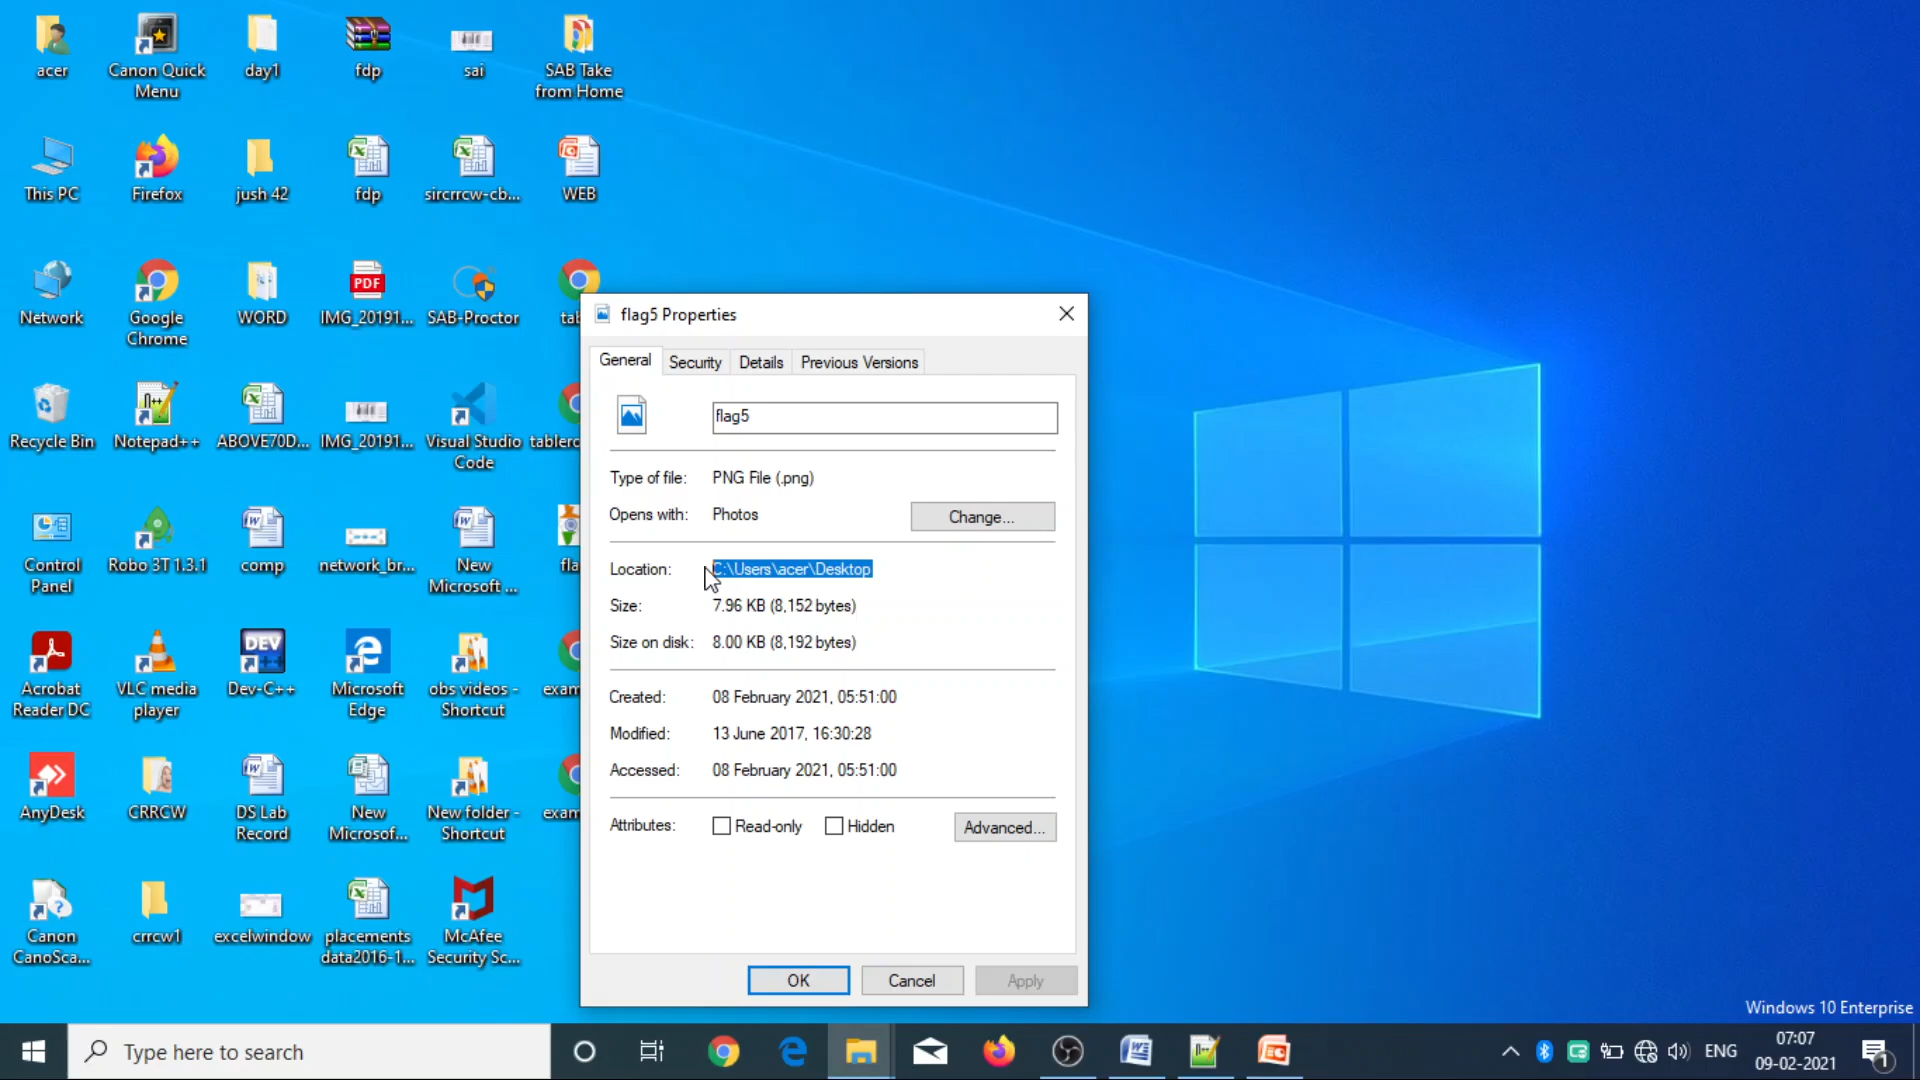 acer
Canon Quick
Menu
day1
fdp
sai
SAB Take
from Home
This PC
Firefox
jush 42
fdp
sircrrcw-cb...
WEB
Network
Google
Chrome
WORD
PDF
IMG_20191...
SAB-Proctor
Recycle Bin
Notepad++
ABOVE70D...
IMG_20191...
Visual Studio
Code
Control
Panel
Robo 3T 1.3.1
comp
network_br...
New
Microsoft ...
Acrobat
Reader DC
VLC media
player
DEV
Dev-C++
Microsoft
Edge
obs videos -
Shortcut
AnyDesk
CRRCW
DS Lab
Record
New
Microsof...
New folder -
Shortcut
Canon
CanoSca...
crrcw1
excelwindow
placements
data2016-1...
McAfee
Security Sc...
flag5 Properties
General
Security
Details
Previous Versions
flag5
Type of file:
PNG File (.png)
Opens with:
Photos
Change...
Location:
C:\Users\acer\Desktop
Size:
7.96 KB (8,152 bytes)
Size on disk:
8.00 KB (8,192 bytes)
Created:
08 February 2021, 05:51:00
Modified:
13 June 2017, 16:30:28
Accessed:
08 February 2021, 05:51:00
Attributes:
Read-only
Hidden
Advanced...
OK
Cancel
Apply
Windows 10 Enterprise
Type here to search
ENG
07:07
09-02-2021
1